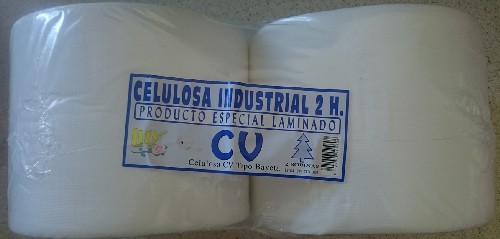 CELULOSA INDUSTRIAL 2 H.
PRODUCTO ESPECIAL LAMINADO
CV
Celulosa CV Tipo Bayeta